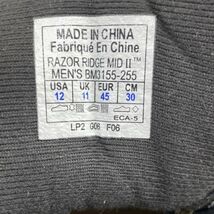 MADE IN CHINA
Fabriqué En Chine
RAZOR RIDGE MID II™
MEN'S BM3155-255
USA UK EUR CM
12 11 45 30
ECA-5
LP2 G06 F06